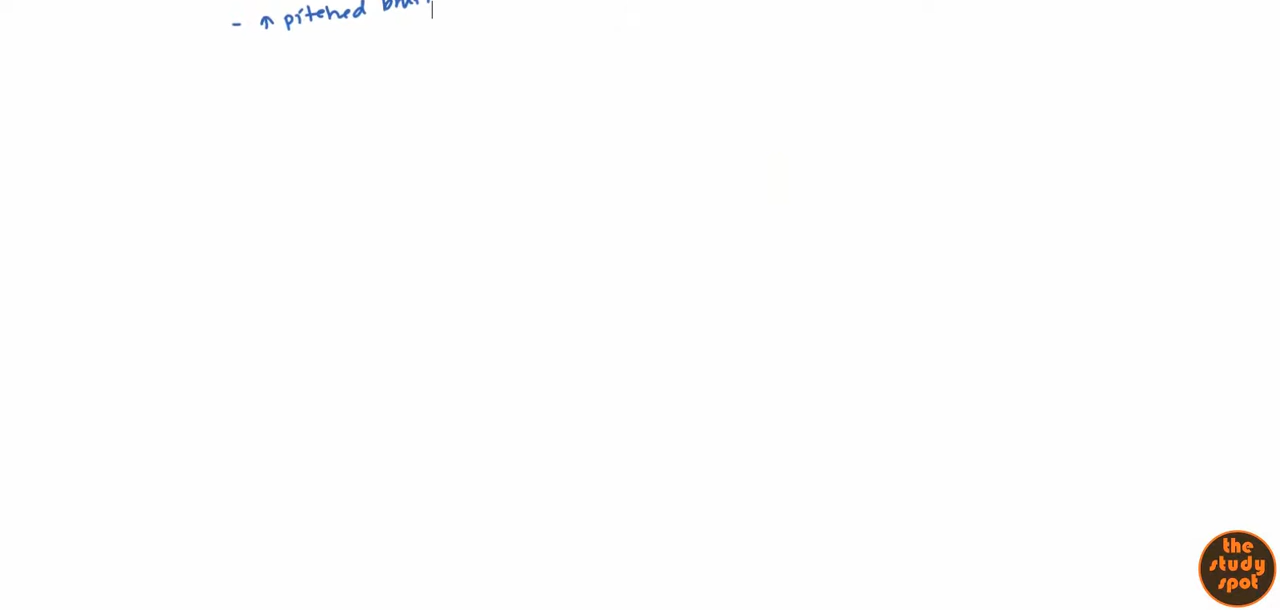 - ↑ pitched
the
study
spot